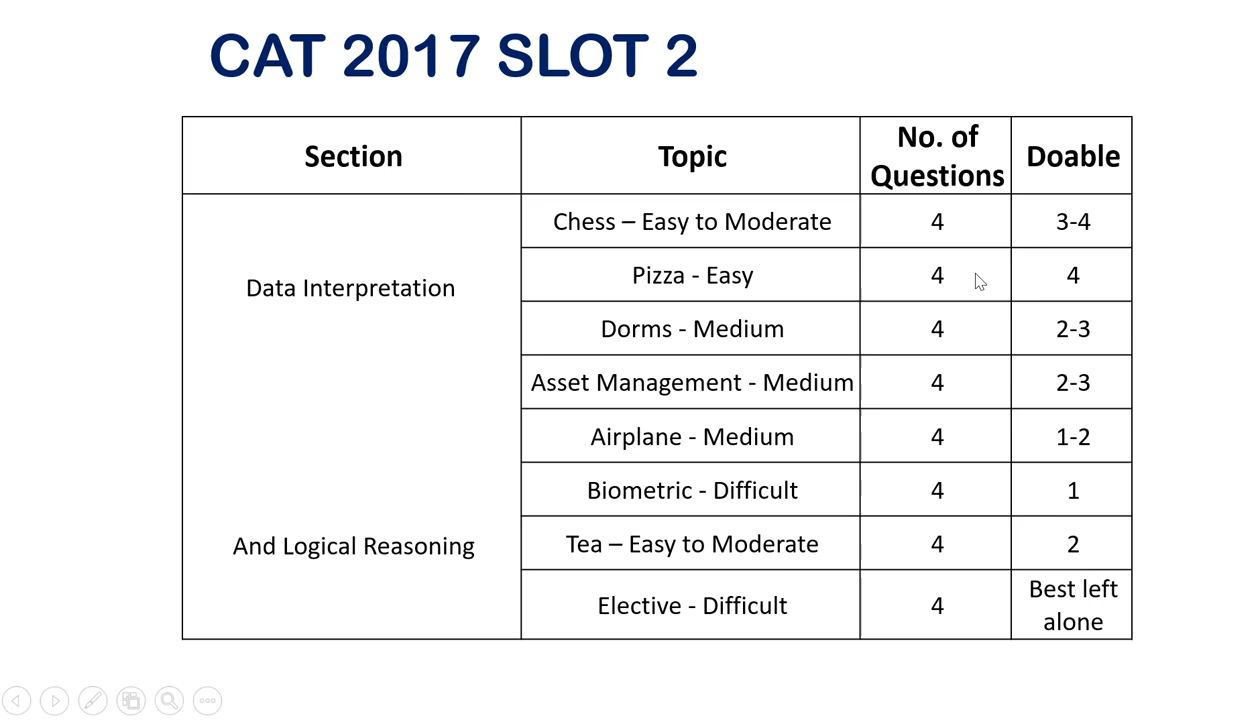 CAT 2017 SLOT 2
Section
Topic
No. of
Questions
Doable
Data Interpretation
And Logical Reasoning
Chess – Easy to Moderate 4 3-4
Pizza - Easy 4 4
Dorms - Medium 4 2-3
Asset Management - Medium 4 2-3
Airplane - Medium 4 1-2
Biometric - Difficult 4 1
Tea – Easy to Moderate 4 2
Elective - Difficult 4 Best left
alone